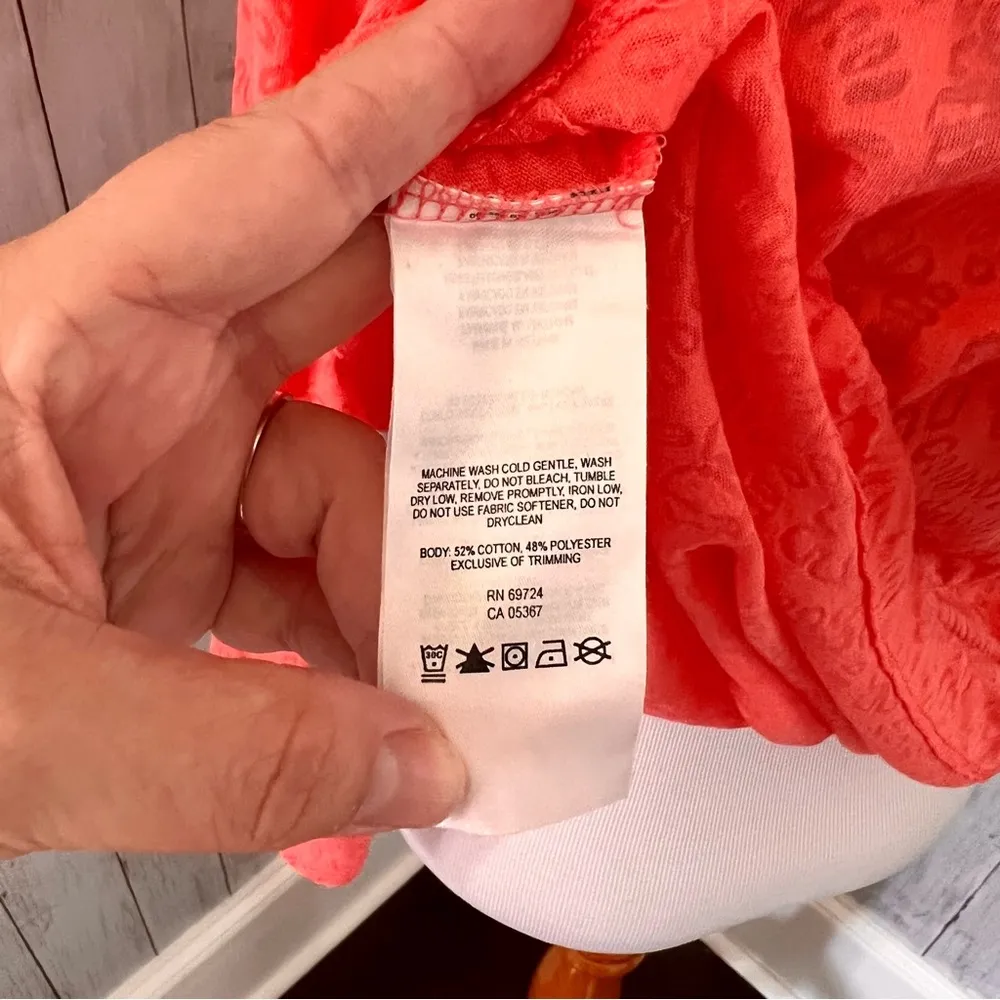 MACHINE WASH COLD GENTLE, WASH
SEPARATELY, DO NOT BLEACH, TUMBLE
DRY LOW, REMOVE PROMPTLY, IRON LOW,
DO NOT USE FABRIC SOFTENER, DO NOT
DRYCLEAN
BODY: 52% COTTON, 48% POLYESTER
EXCLUSIVE OF TRIMMING
RN 69724
CA 05367
30C